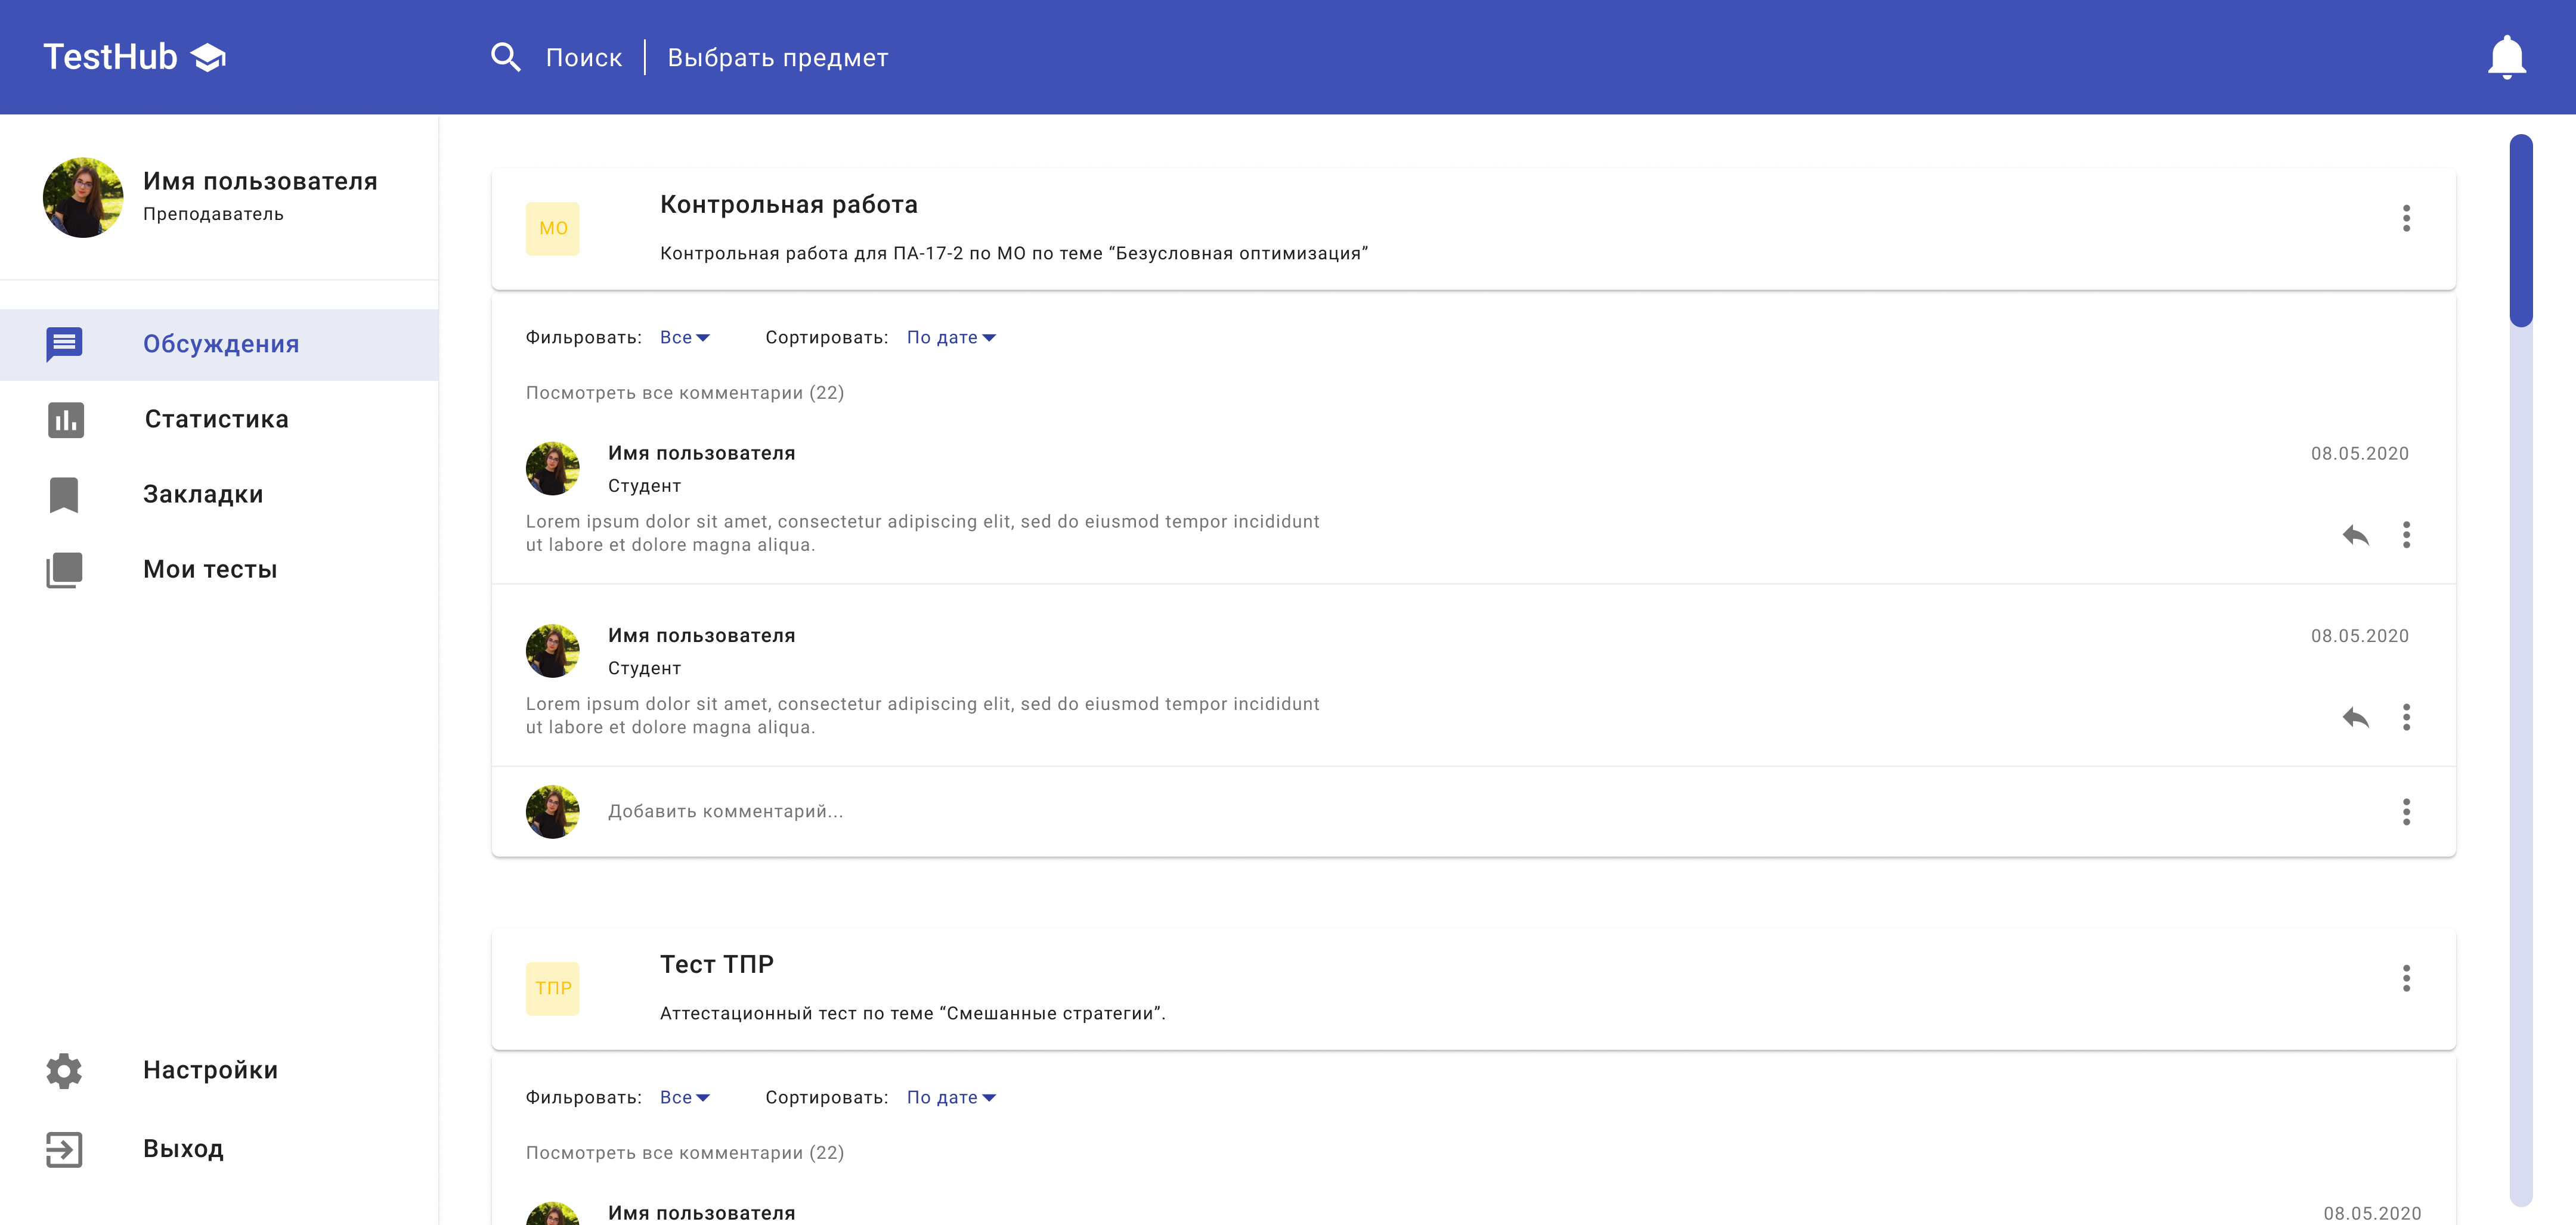 TestHub
Поиск
Выбрать предмет
Имя пользователя
Преподаватель
Обсуждения
Статистика
Закладки
Мои тесты
Настройки
Выход
МО
Контрольная работа
Контрольная работа для ПА-17-2 по МО по теме “Безусловная оптимизация”
Фильровать: Все Сортировать: По дате
Посмотреть все комментарии (22)
Имя пользователя
08.05.2020
Студент
Lorem ipsum dolor sit amet, consectetur adipiscing elit, sed do eiusmod tempor incididunt
ut labore et dolore magna aliqua.
Имя пользователя
08.05.2020
Студент
Lorem ipsum dolor sit amet, consectetur adipiscing elit, sed do eiusmod tempor incididunt
ut labore et dolore magna aliqua.
Добавить комментарий...
ТПР
Тест ТПР
Аттестационный тест по теме “Смешанные стратегии”.
Фильровать: Все Сортировать: По дате
Посмотреть все комментарии (22)
Имя пользователя
08.05.2020